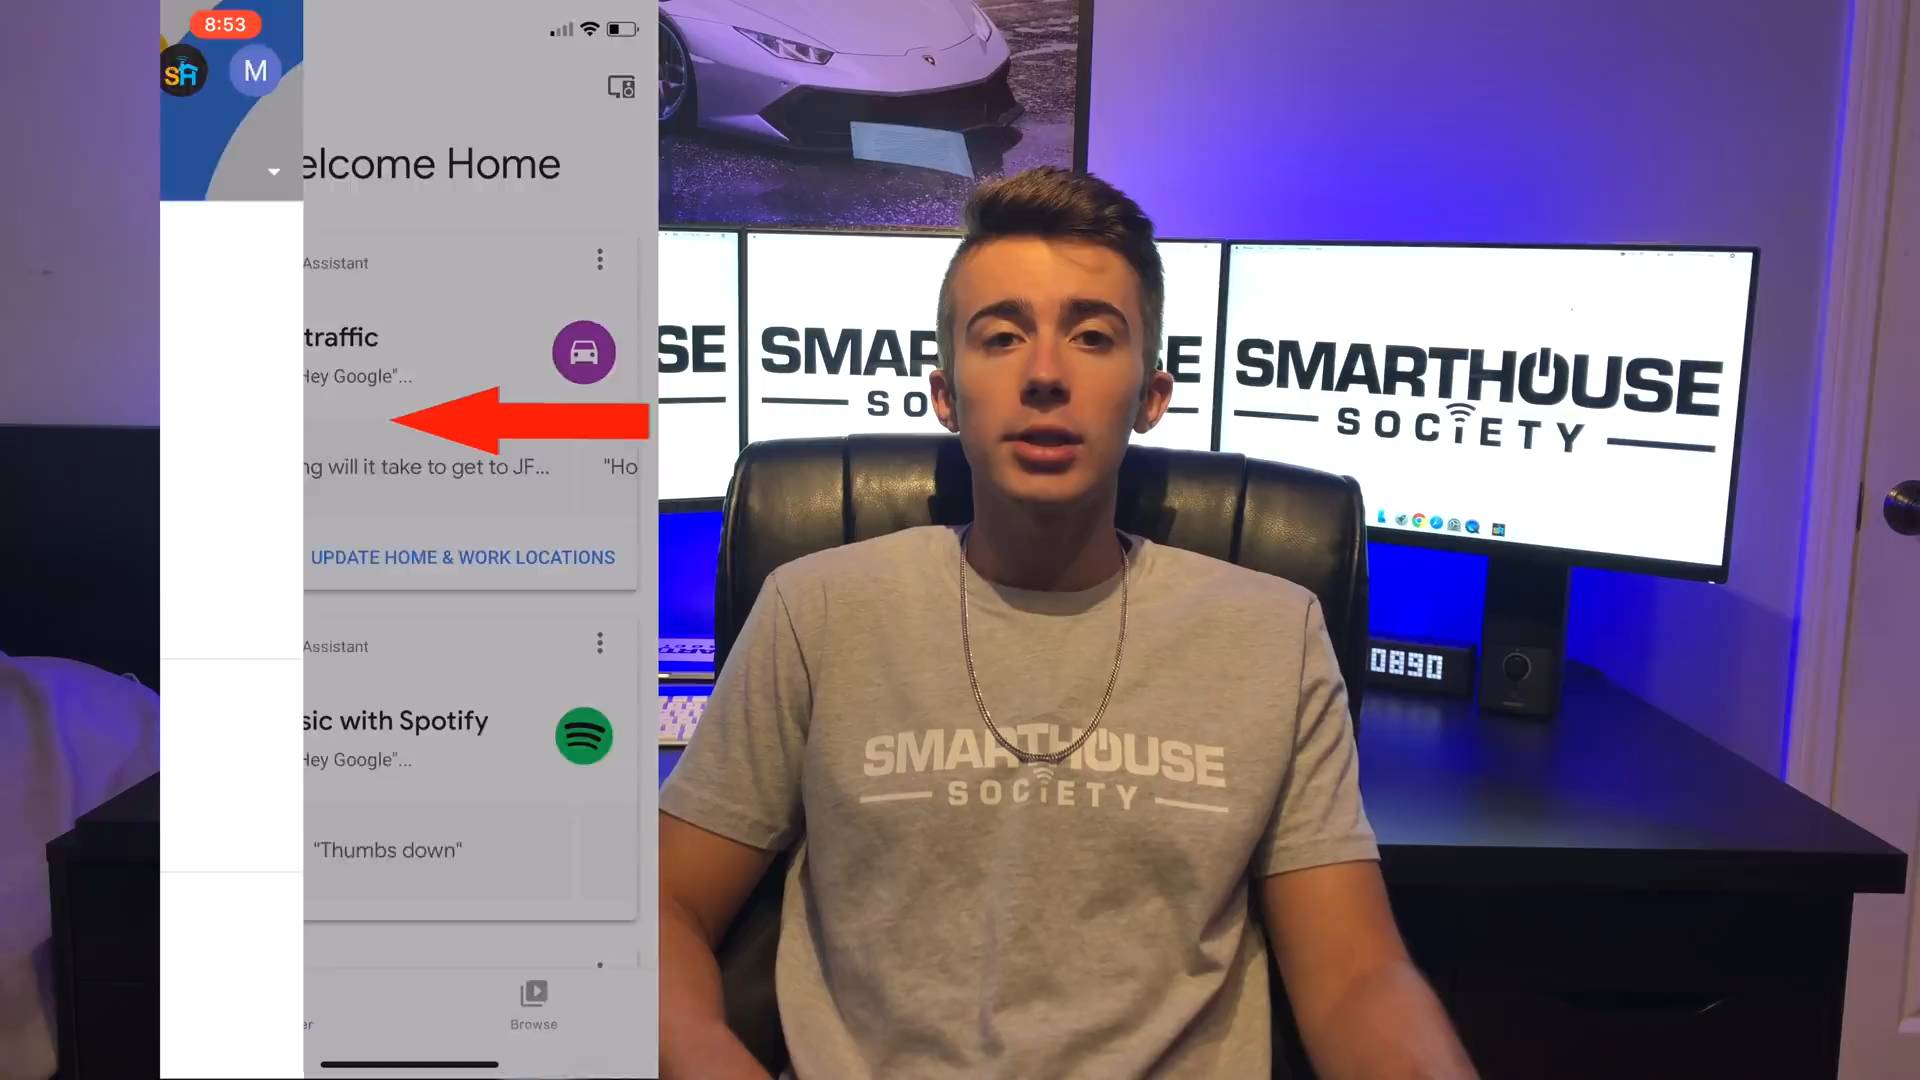 8:53
SH
M
elcome Home
Assistant
traffic
Hey Google"...
ng will it take to get to JF...
"Ho
UPDATE HOME & WORK LOCATIONS
Assistant
sic with Spotify
Hey Google"...
"Thumbs down"
er
Browse
SE
SMAR
SE
SO
SMARTHOUSE
SOCIETY
0890
SMARTHOUSE
SOCIETY